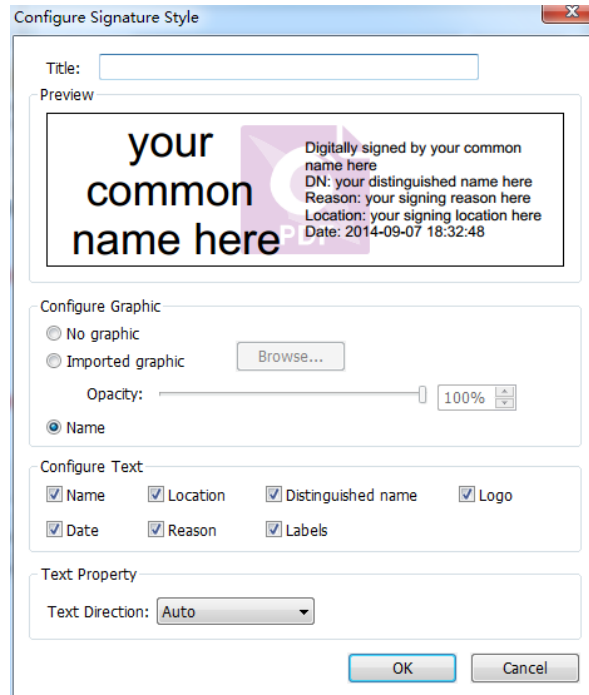 Configure Signature Style
Title:
Preview
your
common
name here
Digitally signed by your common
name here
DN: your distinguished name here
Reason: your signing reason here
Location: your signing location here
Date: 2014-09-07 18:32:48
PDF
Configure Graphic
No graphic
Imported graphic
Browse...
Opacity:
100%
Name
Configure Text
Name Location Distinguished name Logo
Date Reason Labels
Text Property
Text Direction: Auto
OK Cancel